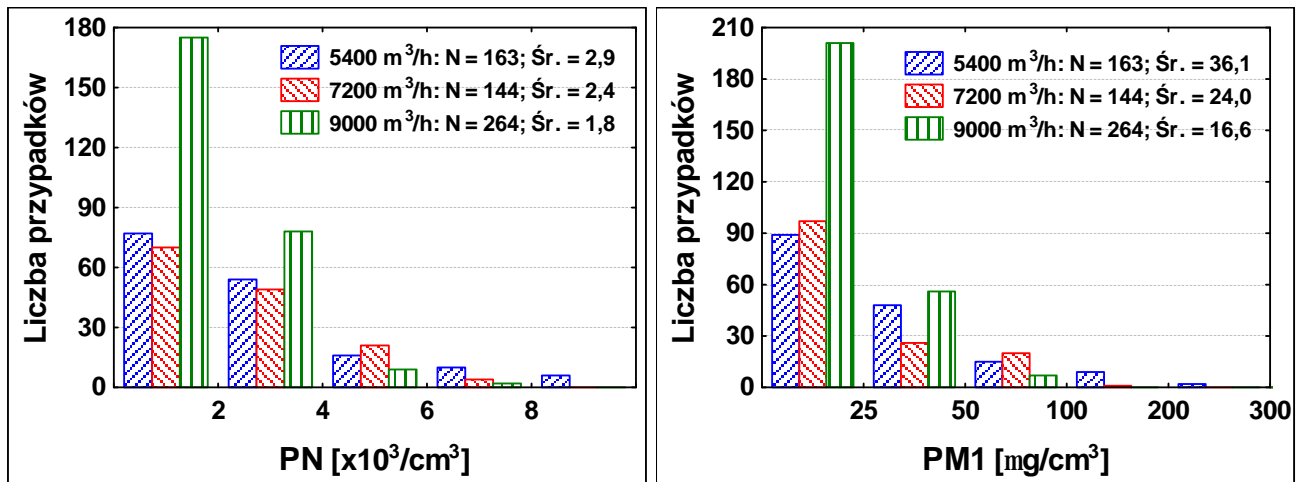 180
150
120
90
60
30
0
Liczba przypadków
5400 m³/h: N = 163; Śr. = 2,9
7200 m³/h: N = 144; Śr. = 2,4
9000 m³/h: N = 264; Śr. = 1,8
2 4 6 8
PN [x10³/cm³]
210
180
150
120
90
60
30
0
Liczba przypadków
5400 m³/h: N = 163; Śr. = 36,1
7200 m³/h: N = 144; Śr. = 24,0
9000 m³/h: N = 264; Śr. = 16,6
25 50 100 200 300
PM1 [mg/cm³]